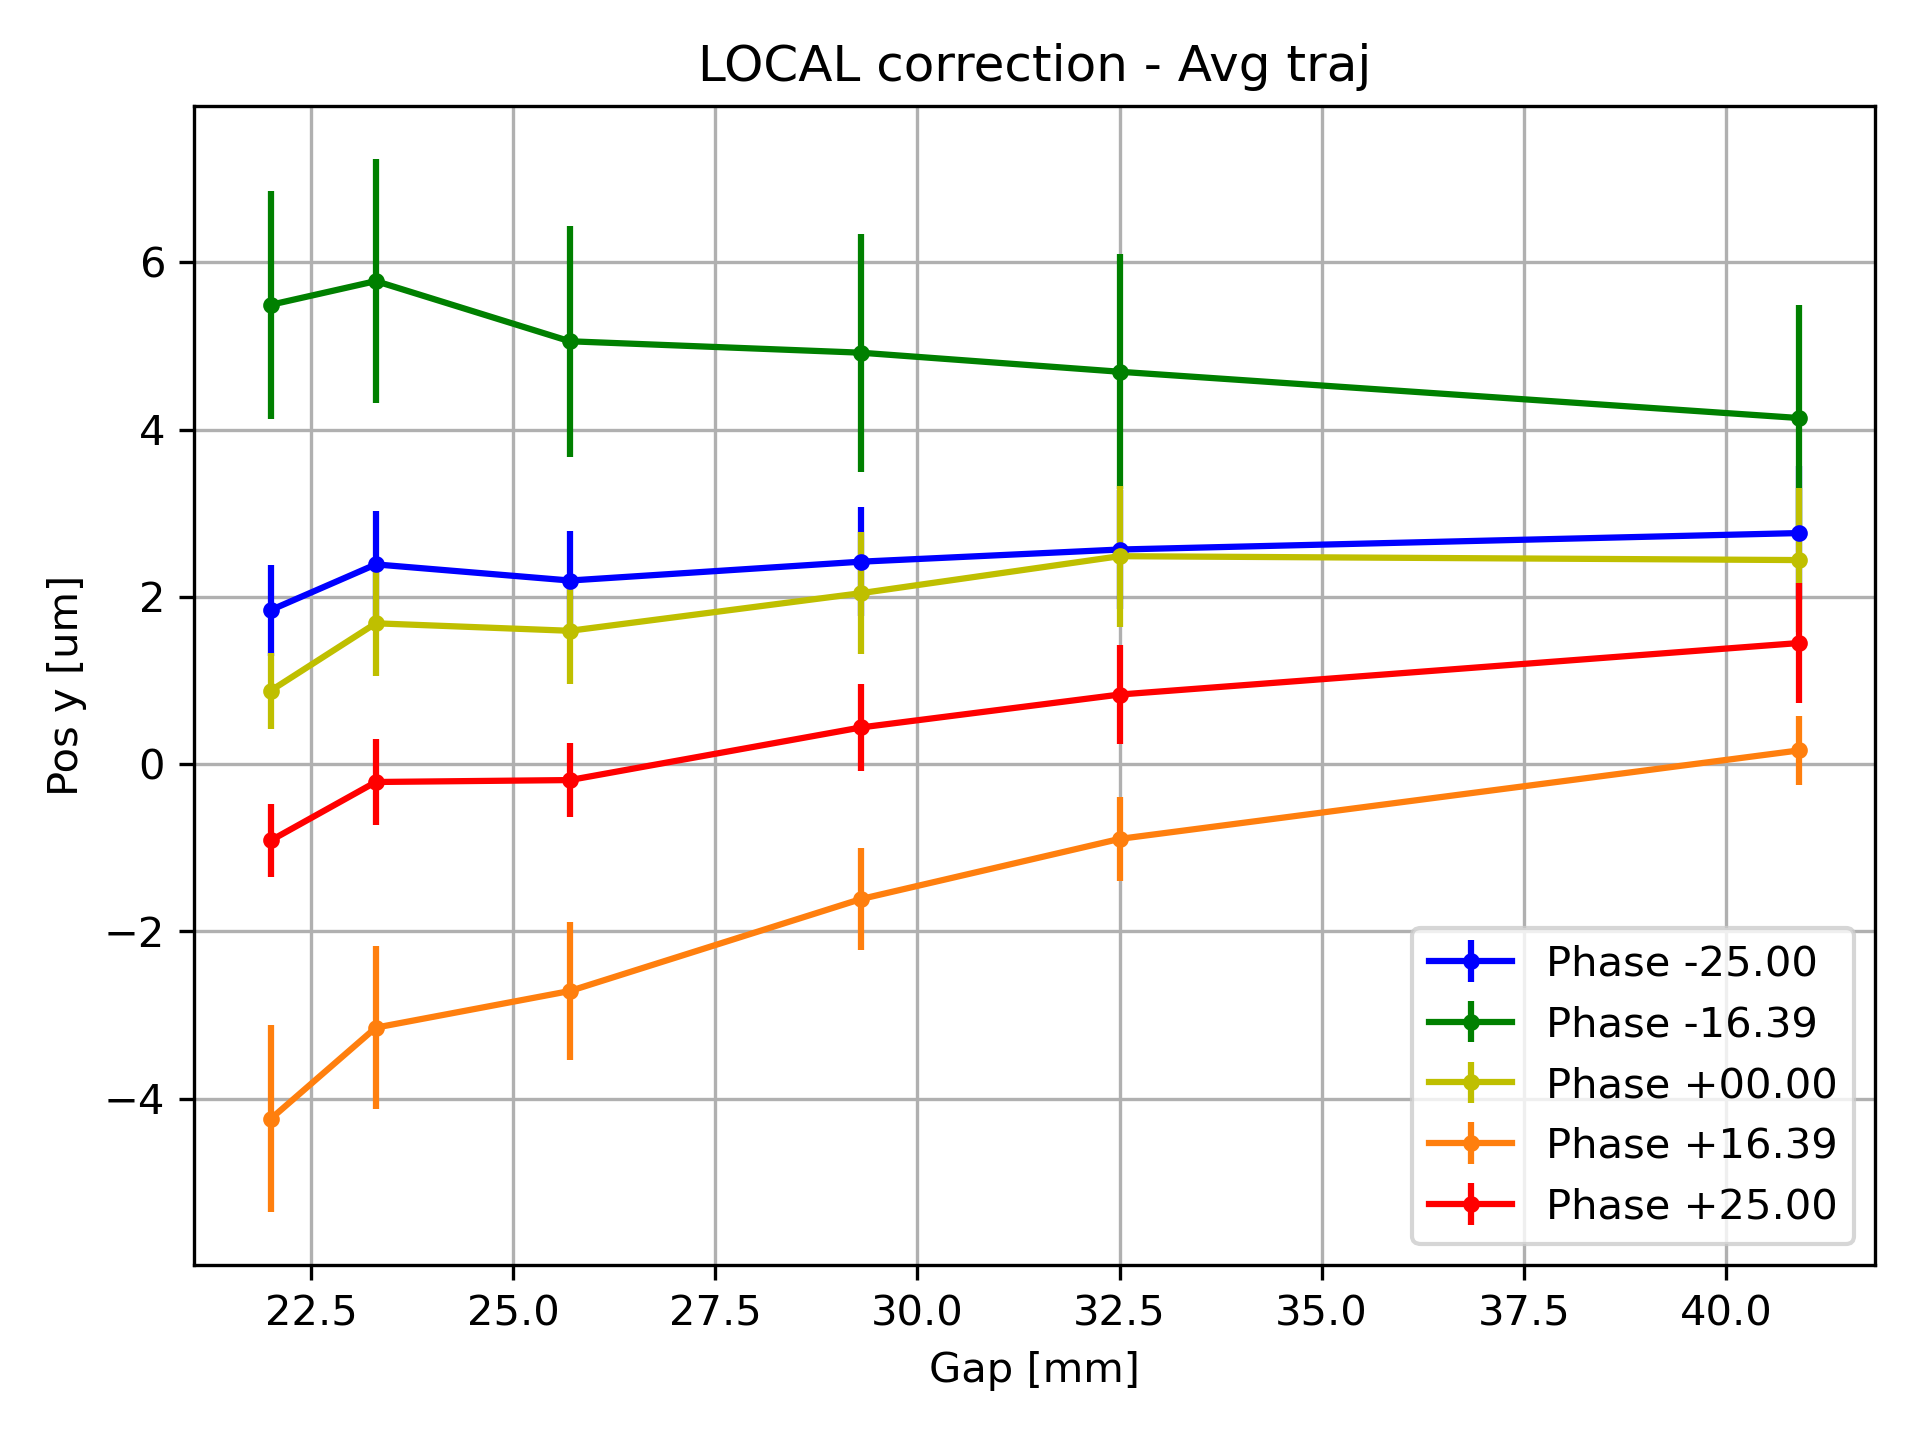 LOCAL correction - Avg traj
Pos y [um]
6
4
2
0
−2
−4
22.5 25.0 27.5 30.0 32.5 35.0 37.5 40.0
Gap [mm]
Phase -25.00
Phase -16.39
Phase +00.00
Phase +16.39
Phase +25.00